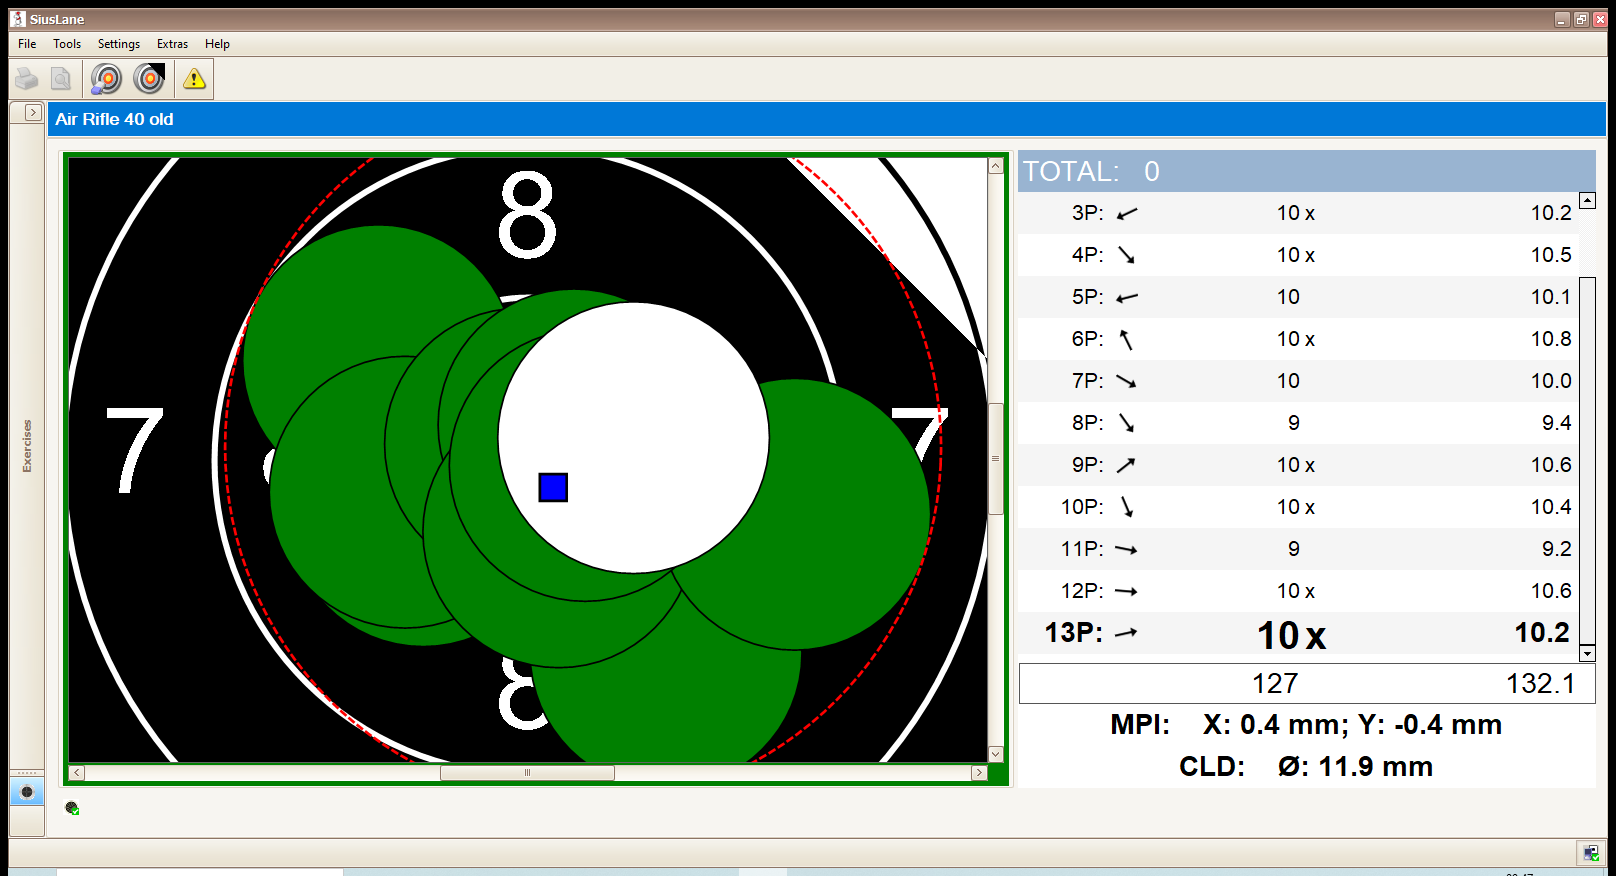 SiusLane
File Tools Settings Extras Help
Air Rifle 40 old
Exercises
8
7 7
8
TOTAL: 0
3P: 10 x 10.2
4P: 10 x 10.5
5P: 10 10.1
6P: 10 x 10.8
7P: 10 10.0
8P: 9 9.4
9P: 10 x 10.6
10P: 10 x 10.4
11P: 9 9.2
12P: 10 x 10.6
13P: 10 x 10.2
127 132.1
MPI: X: 0.4 mm; Y: -0.4 mm
CLD: Ø: 11.9 mm